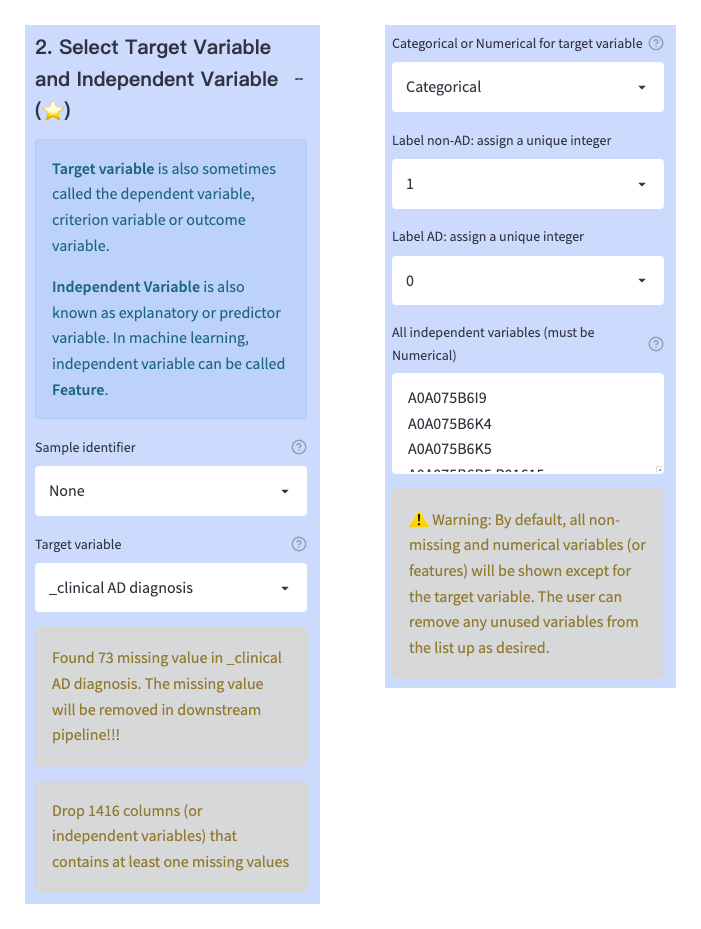 2. Select Target Variable
and Independent Variable -
(⭐)
Target variable is also sometimes
called the dependent variable,
criterion variable or outcome
variable.
Independent Variable is also
known as explanatory or predictor
variable. In machine learning,
independent variable can be called
Feature.
Sample identifier
None
Target variable
_clinical AD diagnosis
Found 73 missing value in _clinical
AD diagnosis. The missing value
will be removed in downstream
pipeline!!!
Drop 1416 columns (or
independent variables) that
contains at least one missing values
Categorical or Numerical for target variable
Categorical
Label non-AD: assign a unique integer
1
Label AD: assign a unique integer
0
All independent variables (must be
Numerical)
A0A075B6I9
A0A075B6K4
A0A075B6K5
⚠️ Warning: By default, all non-
missing and numerical variables (or
features) will be shown except for
the target variable. The user can
remove any unused variables from
the list up as desired.